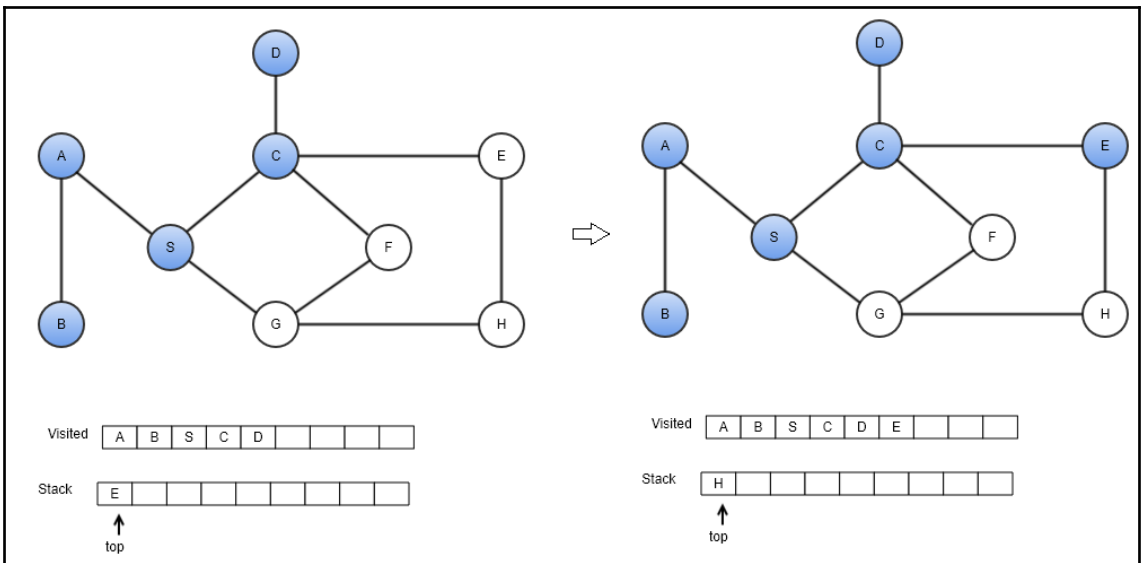 D
D
A
C
E
A
C
E
S
F
S
F
B
G
H
B
G
H
Visited A B S C D
Visited A B S C D E
Stack E
Stack H
top
top